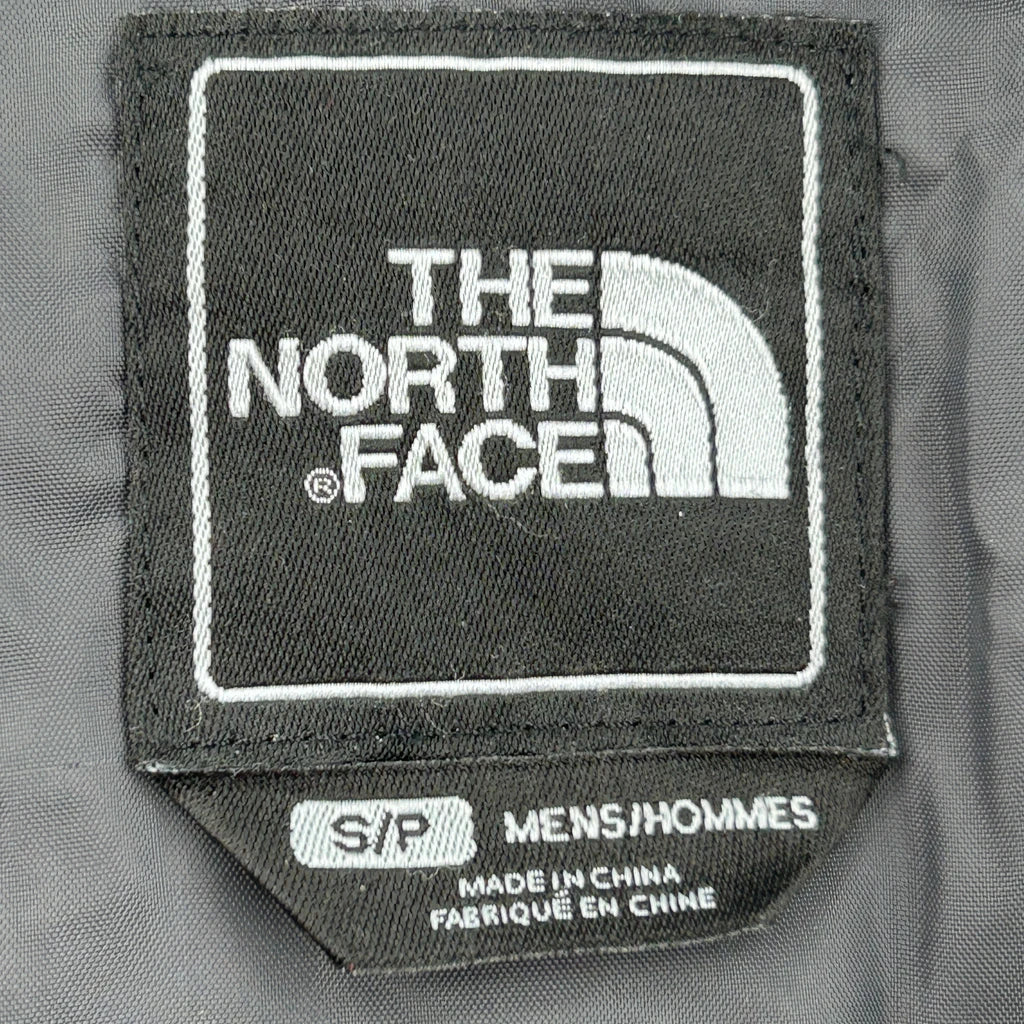 THE
NORTH
®FACE
S/P MENS/HOMMES
MADE IN CHINA
FABRIQUÉ EN CHINE